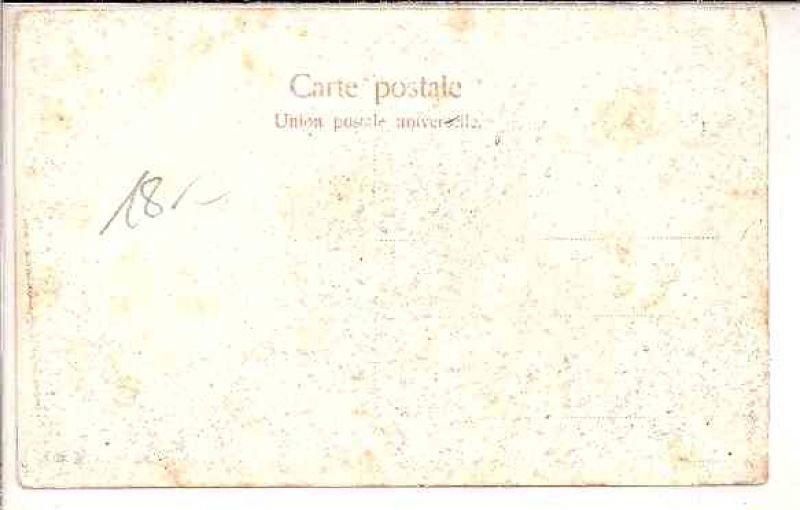 Carte postale
Union postale universelle.
18.-